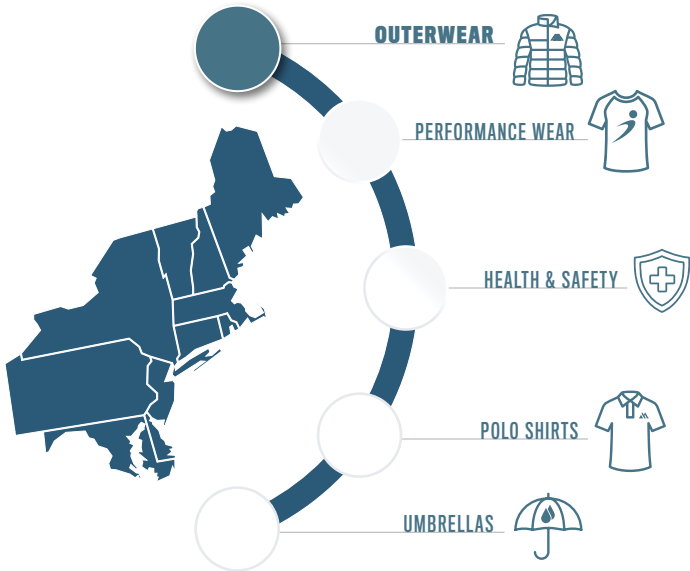 OUTERWEAR
PERFORMANCE WEAR
HEALTH & SAFETY
POLO SHIRTS
UMBRELLAS